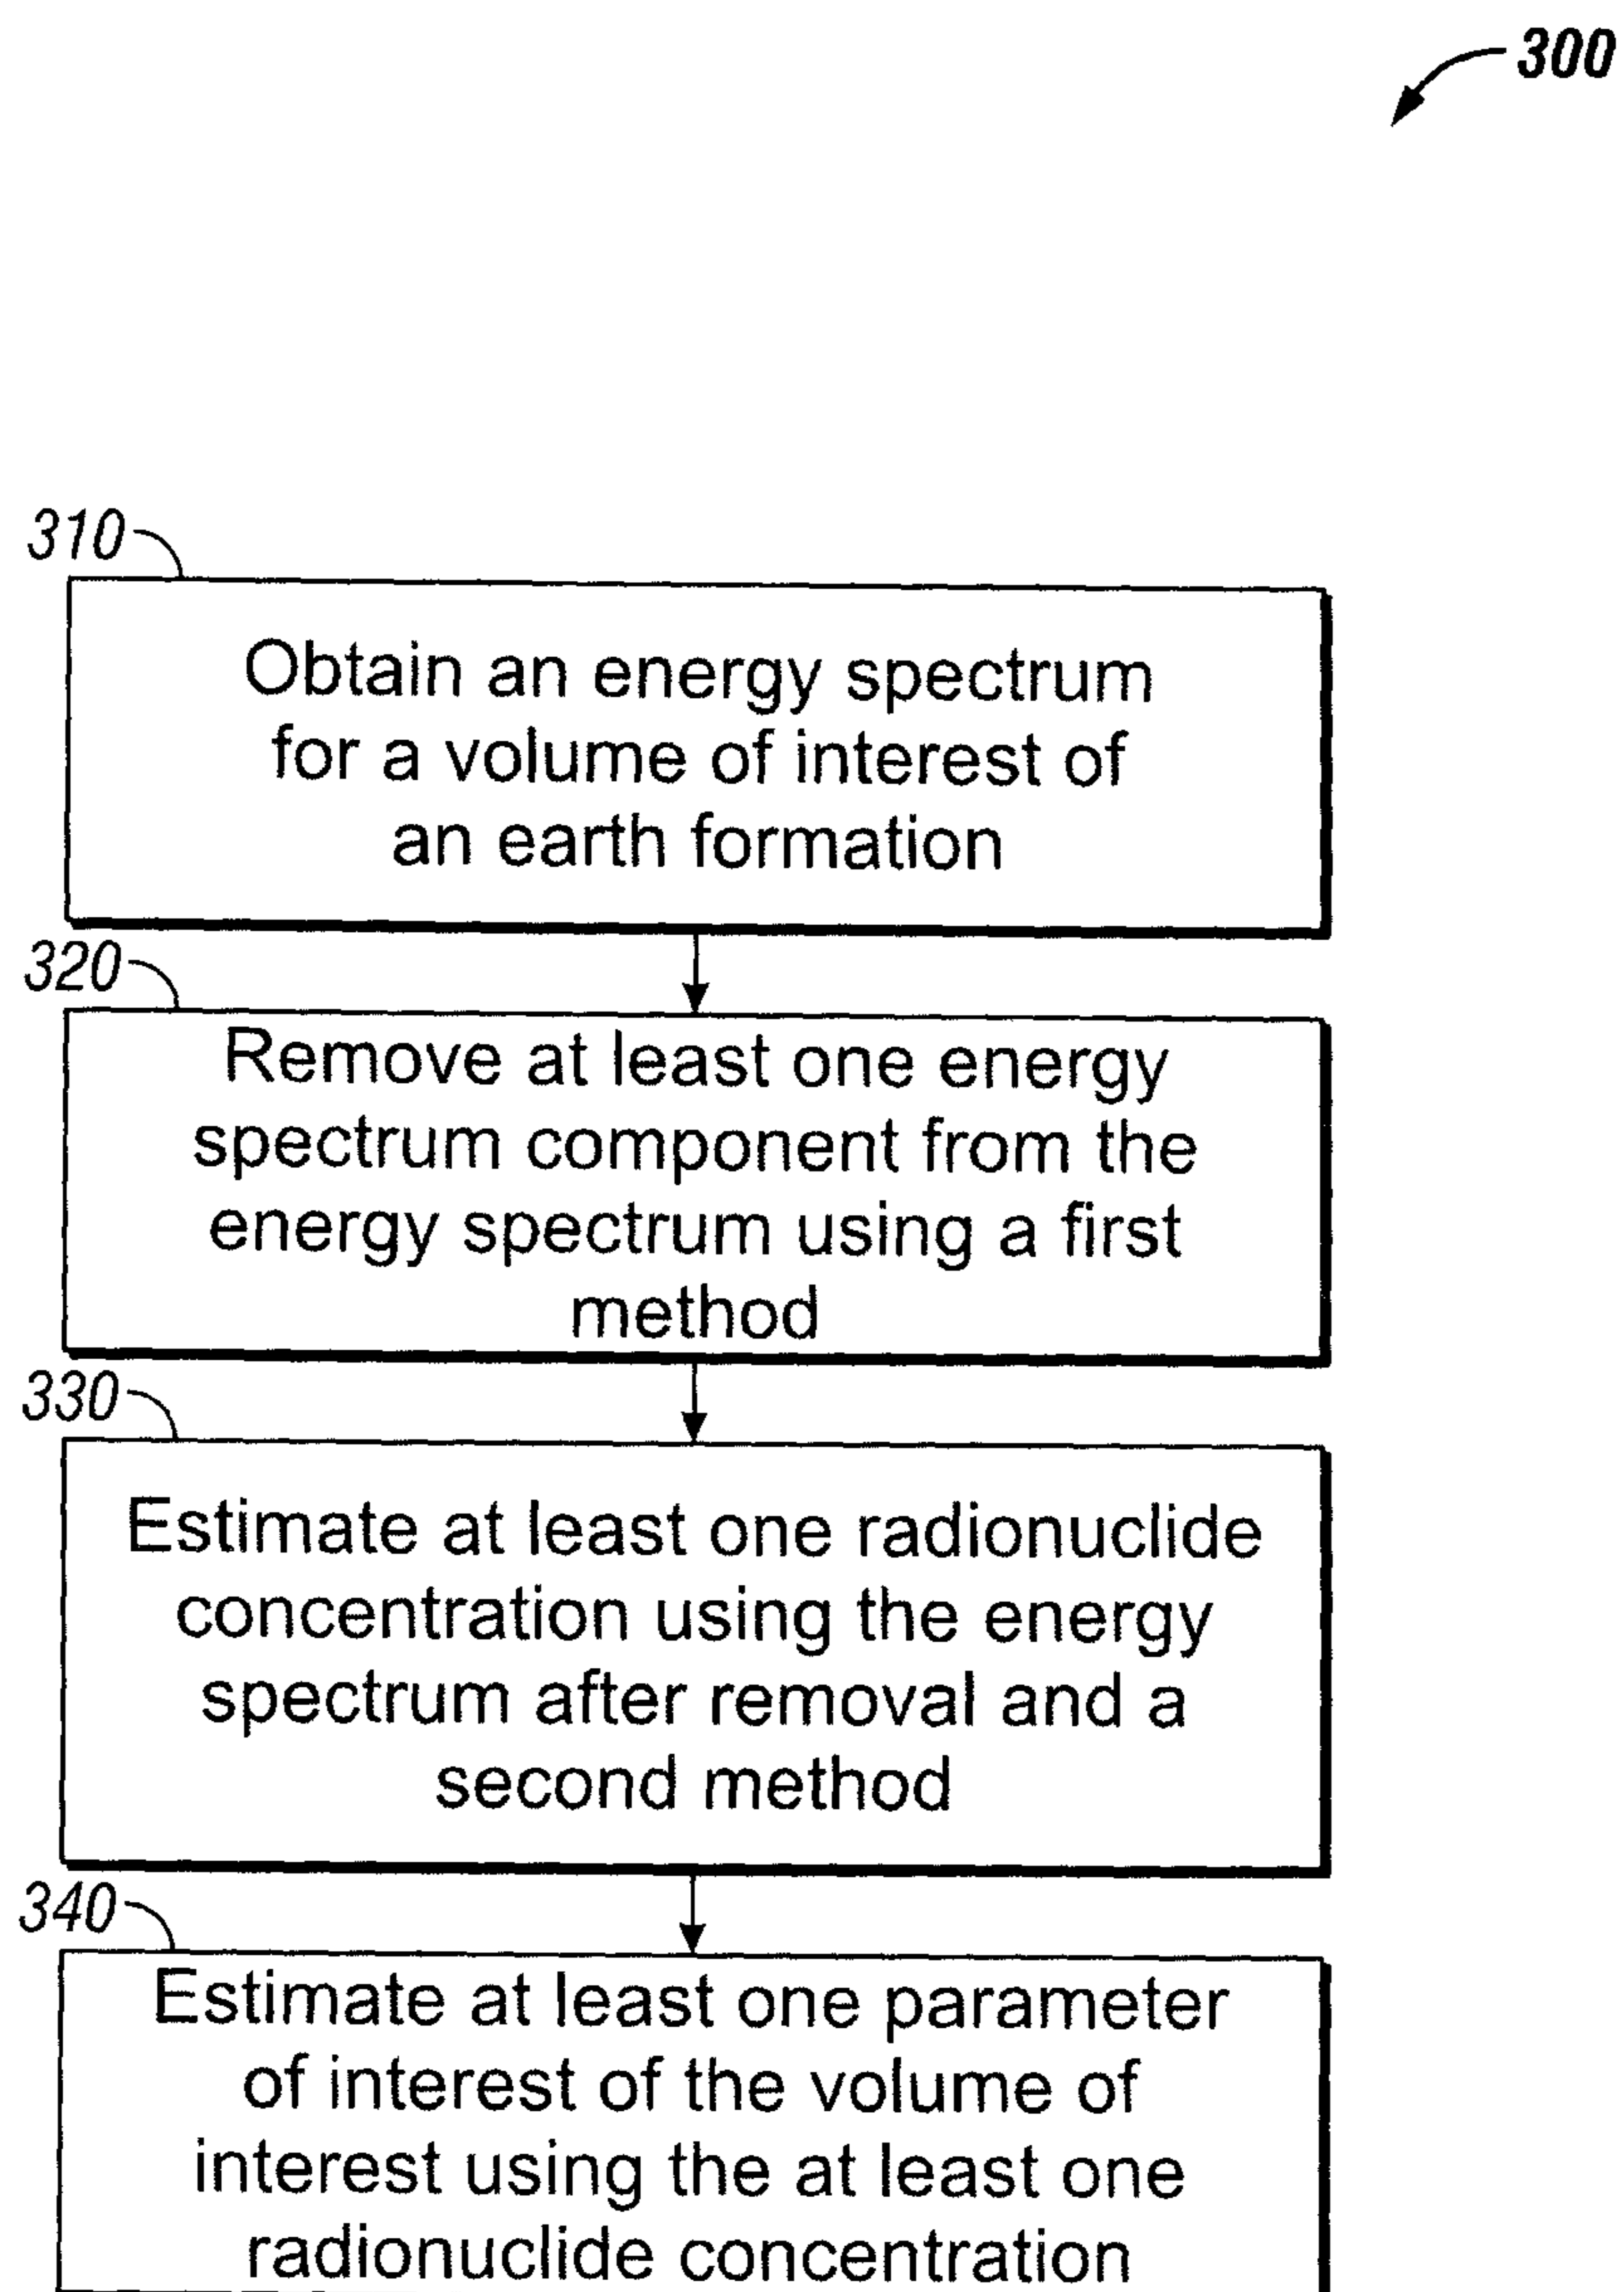 300
310
Obtain an energy spectrum
for a volume of interest of
an earth formation
320
Remove at least one energy
spectrum component from the
energy spectrum using a first
method
330
Estimate at least one radionuclide
concentration using the energy
spectrum after removal and a
second method
340
Estimate at least one parameter
of interest of the volume of
interest using the at least one
radionuclide concentration